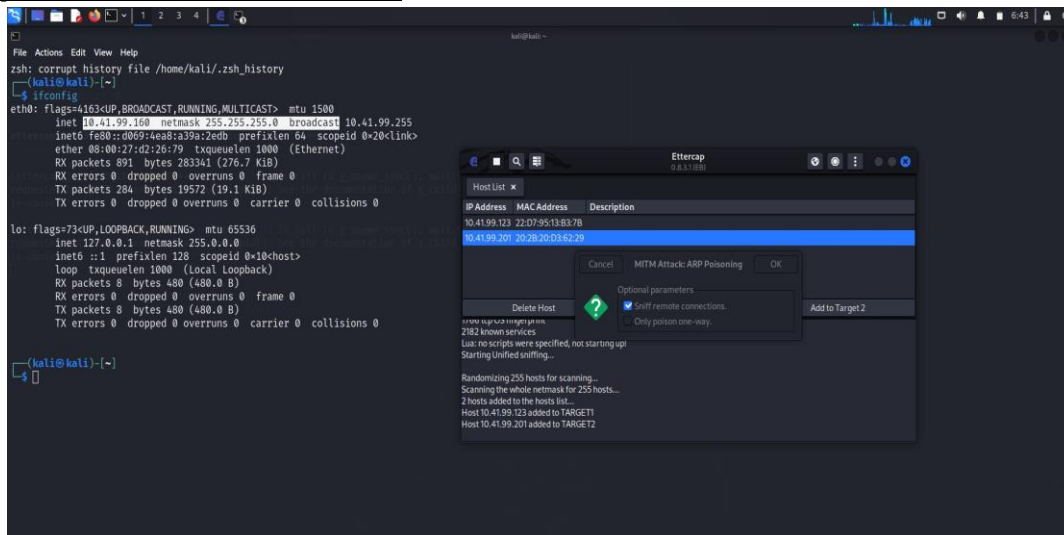 1 2 3 4
6:43
kali@kali: ~
File Actions Edit View Help
zsh: corrupt history file /home/kali/.zsh_history
(kali㉿kali)-[~]
$ ifconfig
eth0: flags=4163<UP,BROADCAST,RUNNING,MULTICAST> mtu 1500
inet 10.41.99.160 netmask 255.255.255.0 broadcast 10.41.99.255
inet6 fe80::d069:4ea8:a39a:2edb prefixlen 64 scopeid 0×20<link>
ether 08:00:27:d2:26:79 txqueuelen 1000 (Ethernet)
RX packets 891 bytes 283341 (276.7 KiB)
RX errors 0 dropped 0 overruns 0 frame 0
TX packets 284 bytes 19572 (19.1 KiB)
TX errors 0 dropped 0 overruns 0 carrier 0 collisions 0
lo: flags=73<UP,LOOPBACK,RUNNING> mtu 65536
inet 127.0.0.1 netmask 255.0.0.0
inet6 ::1 prefixlen 128 scopeid 0×10<host>
loop txqueuelen 1000 (Local Loopback)
RX packets 8 bytes 480 (480.0 B)
RX errors 0 dropped 0 overruns 0 frame 0
TX packets 8 bytes 480 (480.0 B)
TX errors 0 dropped 0 overruns 0 carrier 0 collisions 0
(kali㉿kali)-[~]
$
Ettercap
0.8.3.1 (EB)
Host List ×
IP Address MAC Address Description
10.41.99.123 22:D7:95:13:B3:7B
10.41.99.201 20:2B:20:D3:62:29
Cancel MITM Attack: ARP Poisoning OK
Optional parameters
Sniff remote connections.
Only poison one-way.
Delete Host Add to Target 2
1766 tcp OS fingerprint
2182 known services
Lua: no scripts were specified, not starting up!
Starting Unified sniffing...
Randomizing 255 hosts for scanning...
Scanning the whole netmask for 255 hosts...
2 hosts added to the hosts list...
Host 10.41.99.123 added to TARGET1
Host 10.41.99.201 added to TARGET2